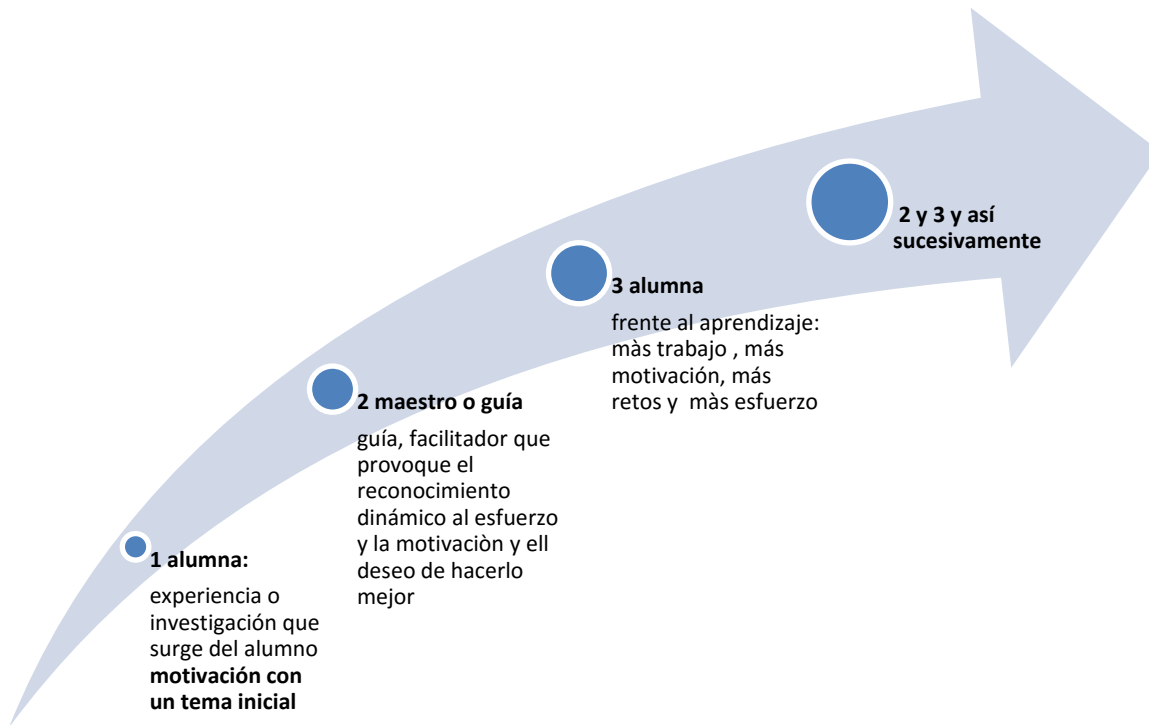 1 alumna:
experiencia o
investigación que
surge del alumno
motivación con
un tema inicial
2 maestro o guía
guía, facilitador que
provoque el
reconocimiento
dinámico al esfuerzo
y la motivaciòn y ell
deseo de hacerlo
mejor
3 alumna
frente al aprendizaje:
màs trabajo , más
motivación, más
retos y  màs esfuerzo
2 y 3 y así
sucesivamente